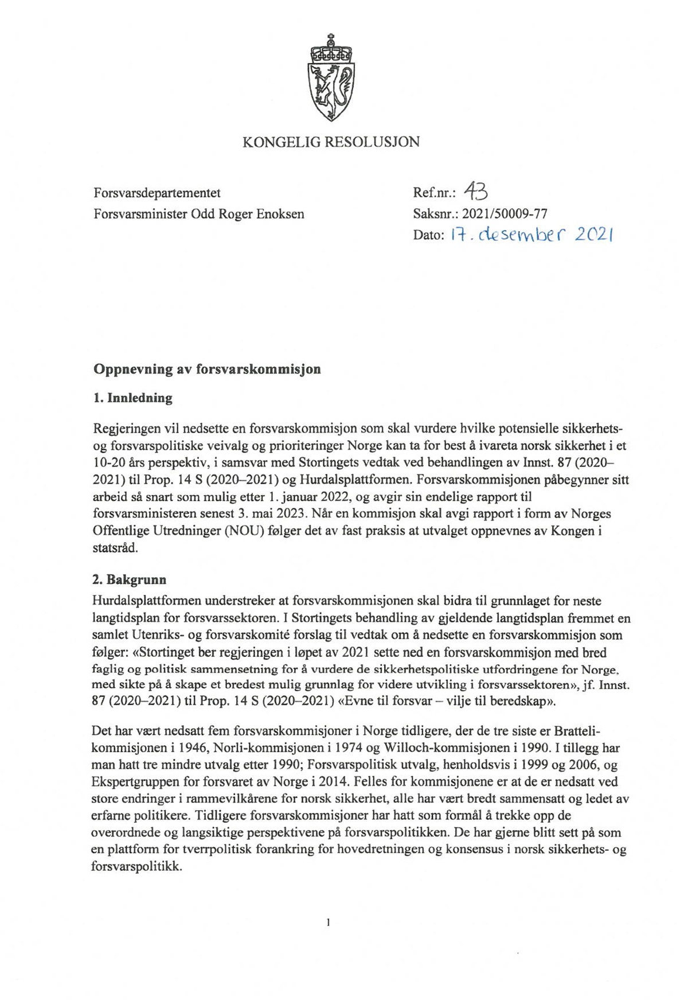 KONGELIG RESOLUSJON
Forsvarsdepartementet
Forsvarsminister Odd Roger Enoksen
Ref.nr.: 43
Saksnr.: 2021/50009-77
Dato: 17. desember 2021
Oppnevning av forsvarskommisjon
1. Innledning
Regjeringen vil nedsette en forsvarskommisjon som skal vurdere hvilke potensielle sikkerhets-
og forsvarspolitiske veivalg og prioriteringer Norge kan ta for best å ivareta norsk sikkerhet i et
10-20 års perspektiv, i samsvar med Stortingets vedtak ved behandlingen av Innst. 87 (2020–
2021) til Prop. 14 S (2020–2021) og Hurdalsplattformen. Forsvarskommisjonen påbegynner sitt
arbeid så snart som mulig etter 1. januar 2022, og avgir sin endelige rapport til
forsvarsministeren senest 3. mai 2023. Når en kommisjon skal avgi rapport i form av Norges
Offentlige Utredninger (NOU) følger det av fast praksis at utvalget oppnevnes av Kongen i
statsråd.
2. Bakgrunn
Hurdalsplattformen understreker at forsvarskommisjonen skal bidra til grunnlaget for neste
langtidsplan for forsvarssektoren. I Stortingets behandling av gjeldende langtidsplan fremmet en
samlet Utenriks- og forsvarskomité forslag til vedtak om å nedsette en forsvarskommisjon som
følger: «Stortinget ber regjeringen i løpet av 2021 sette ned en forsvarskommisjon med bred
faglig og politisk sammensetning for å vurdere de sikkerhetspolitiske utfordringene for Norge,
med sikte på å skape et bredest mulig grunnlag for videre utvikling i forsvarssektoren», jf. Innst.
87 (2020–2021) til Prop. 14 S (2020–2021) «Evne til forsvar – vilje til beredskap».
Det har vært nedsatt fem forsvarskommisjoner i Norge tidligere, der de tre siste er Bratteli-
kommisjonen i 1946, Norli-kommisjonen i 1974 og Willoch-kommisjonen i 1990. I tillegg har
man hatt tre mindre utvalg etter 1990; Forsvarspolitisk utvalg, henholdsvis i 1999 og 2006, og
Ekspertgruppen for forsvaret av Norge i 2014. Felles for kommisjonene er at de er nedsatt ved
store endringer i rammevilkårene for norsk sikkerhet, alle har vært bredt sammensatt og ledet av
erfarne politikere. Tidligere forsvarskommisjoner har hatt som formål å trekke opp de
overordnede og langsiktige perspektivene på forsvarspolitikken. De har gjerne blitt sett på som
en plattform for tverrpolitisk forankring for hovedretningen og konsensus i norsk sikkerhets- og
forsvarspolitikk.
1